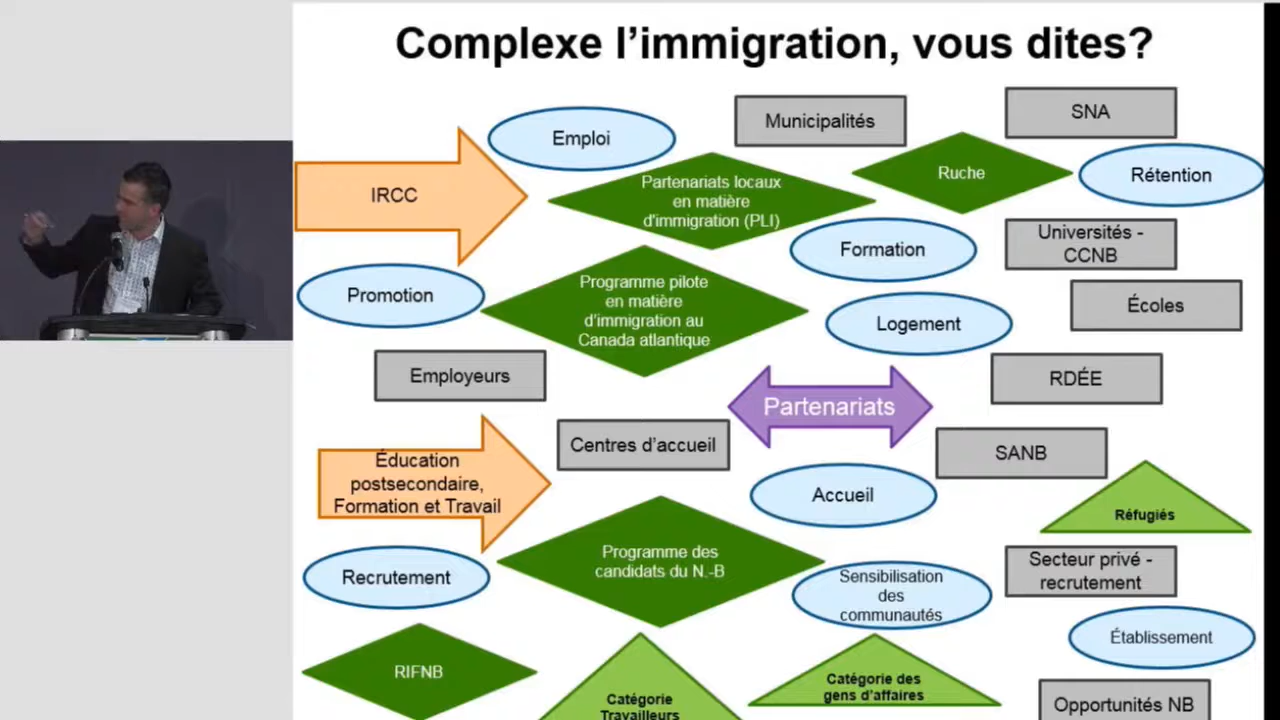 Complexe l’immigration, vous dites?
Emploi
Municipalités
SNA
IRCC
Partenariats locaux
en matière
d'immigration (PLI)
Ruche
Rétention
Formation
Universités -
CCNB
Promotion
Programme pilote
en matière
d’immigration au
Canada atlantique
Logement
Écoles
Employeurs
Partenariats
RDÉE
Centres d’accueil
SANB
Éducation
postsecondaire,
Formation et Travail
Accueil
Réfugiés
Recrutement
Programme des
candidats du N.-B
Sensibilisation
des
communautés
Secteur privé -
recrutement
Établissement
RIFNB
Catégorie
Travailleurs
Catégorie des
gens d’affaires
Opportunités NB